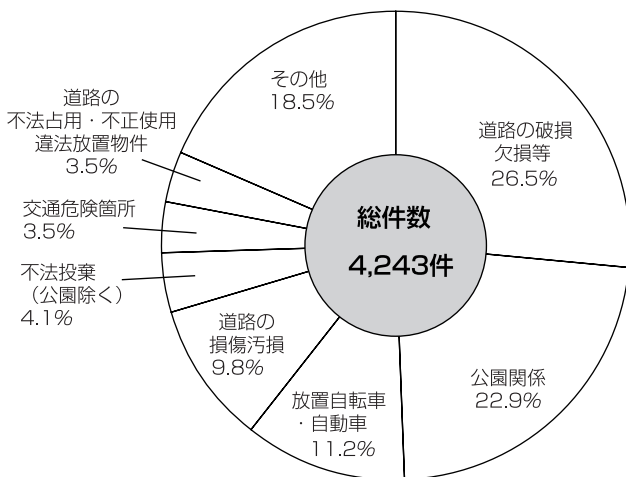 その他
18.5%
道路の
不法占用・不正使用
違法放置物件
3.5%
交通危険箇所
3.5%
不法投棄
（公園除く）
4.1%
道路の
損傷汚損
9.8%
放置自転車
・自動車
11.2%
公園関係
22.9%
道路の破損
欠損等
26.5%
総件数
4,243件